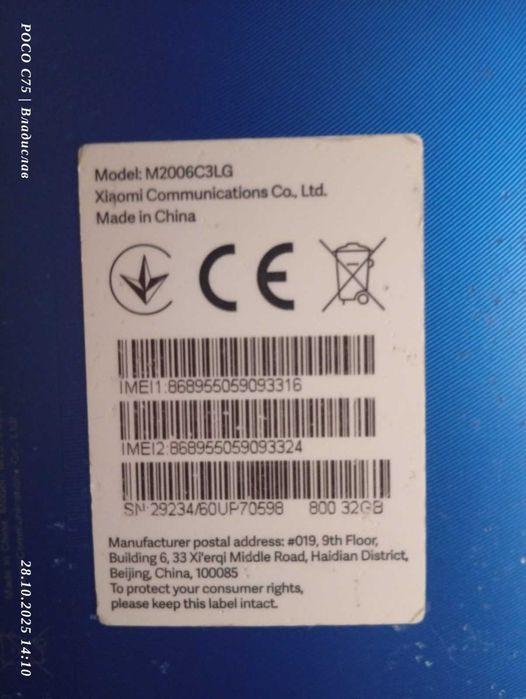 Model: M2006C3LG
Xiaomi Communications Co., Ltd.
Made in China
CE
IMEI1:868955059093316
IMEI2:868955059093324
SN:29234/60UP70598 800 32GB
Manufacturer postal address: #019, 9th Floor,
Building 6, 33 Xi'erqi Middle Road, Haidian District,
Beijing, China, 100085
To protect your consumer rights,
please keep this label intact.
POCO C75 | Владислав
28.10.2025 14:10